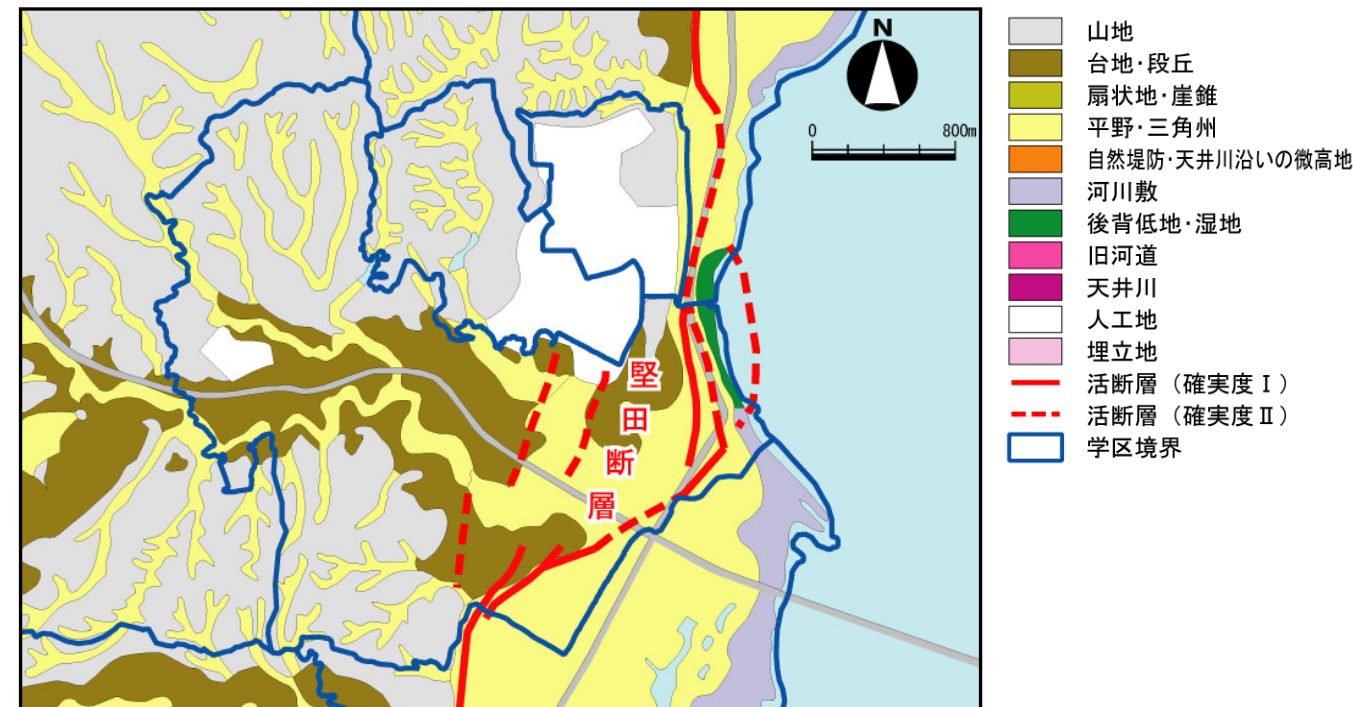 N
0 800m
堅田断層
山地
台地・段丘
扇状地・崖錐
平野・三角州
自然堤防・天井川沿いの微高地
河川敷
後背低地・湿地
旧河道
天井川
人工地
埋立地
活断層（確実度Ⅰ）
活断層（確実度Ⅱ）
学区境界